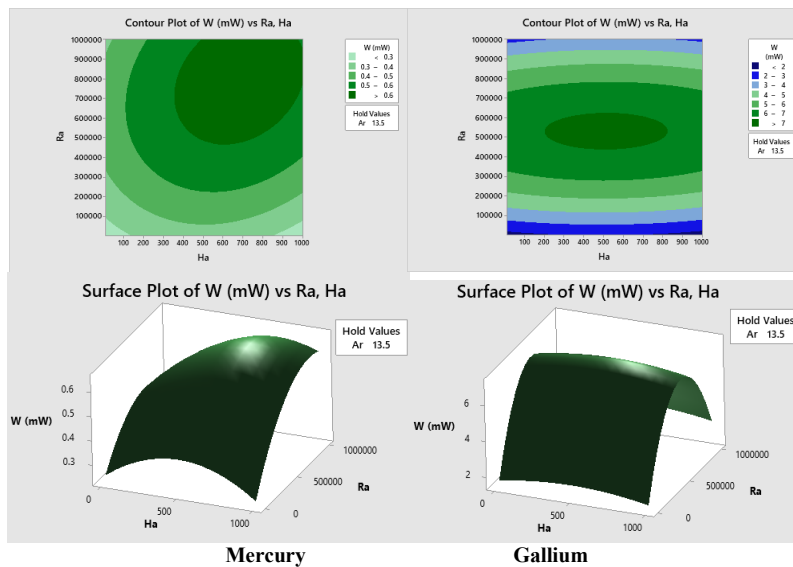 Contour Plot of W (mW) vs Ra, Ha
1000000
900000
800000
700000
600000
500000
400000
300000
200000
100000
Ra
100 200 300 400 500 600 700 800 900 1000
Ha
W (mW)
< 0.3
0.3 – 0.4
0.4 – 0.5
0.5 – 0.6
> 0.6
Hold Values
Ar 13.5
Contour Plot of W (mW) vs Ra, Ha
1000000
900000
800000
700000
600000
500000
400000
300000
200000
100000
Ra
100 200 300 400 500 600 700 800 900 1000
Ha
W
(mW)
< 2
2 – 3
3 – 4
4 – 5
5 – 6
6 – 7
> 7
Hold Values
Ar 13.5
Surface Plot of W (mW) vs Ra, Ha
Hold Values
Ar 13.5
0.6
0.5
W (mW)
0.4
0.3
1000000
500000
Ra
0
0
500
1000
Ha
Surface Plot of W (mW) vs Ra, Ha
Hold Values
Ar 13.5
6
W (mW)
4
2
1000000
500000
Ra
0
0
500
1000
Ha
Mercury
Gallium